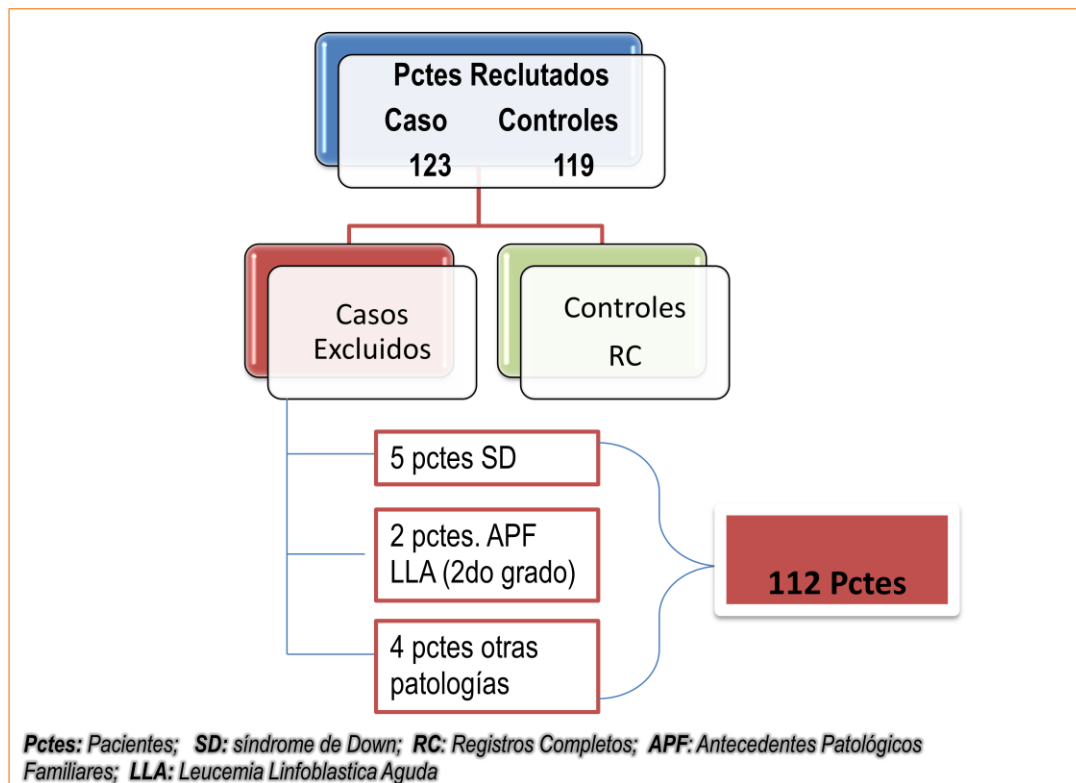 Pctes Reclutados
Caso Controles
123 119
Casos
Excluidos
Controles
RC
5 pctes SD
2 pctes. APF
LLA (2do grado)
4 pctes otras
patologías
112 Pctes
Pctes: Pacientes; SD: síndrome de Down; RC: Registros Completos; APF: Antecedentes Patológicos
Familiares; LLA: Leucemia Linfoblastica Aguda